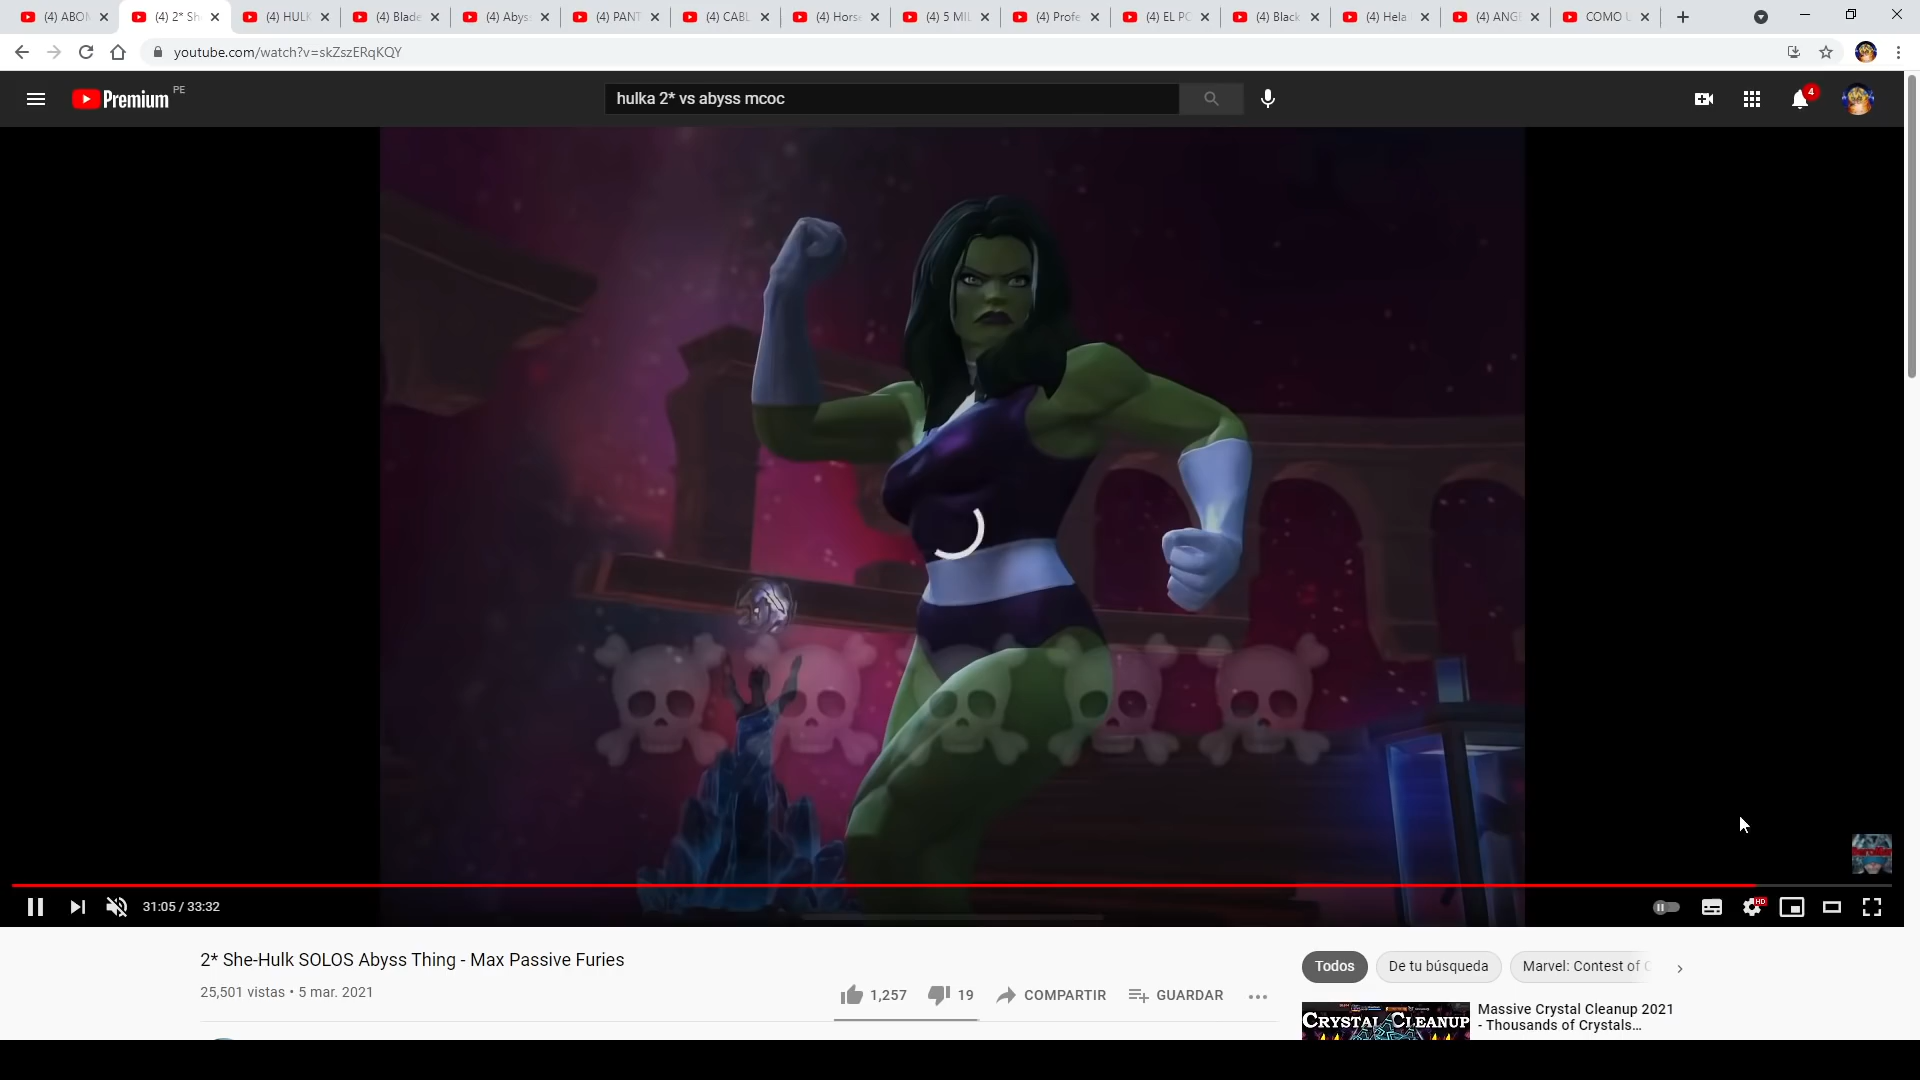 (4) ABON
(4) 2* Sh
(4) HULK
(4) Blade
(4) Abys
(4) PANT
(4) CABL
(4) Horse
(4) 5 MIL
(4) Profe
(4) EL PO
(4) Black
(4) Hela
(4) ANGE
COMO U
youtube.com/watch?v=skZszERqKQY
Premium PE
hulka 2* vs abyss mcoc
4
31:05 / 33:32
HD
2* She-Hulk SOLOS Abyss Thing - Max Passive Furies
25,501 vistas • 5 mar. 2021
1,257
19
COMPARTIR
GUARDAR
Todos
De tu búsqueda
Marvel: Contest of C
CRYSTAL CLEANUP
Massive Crystal Cleanup 2021
- Thousands of Crystals...